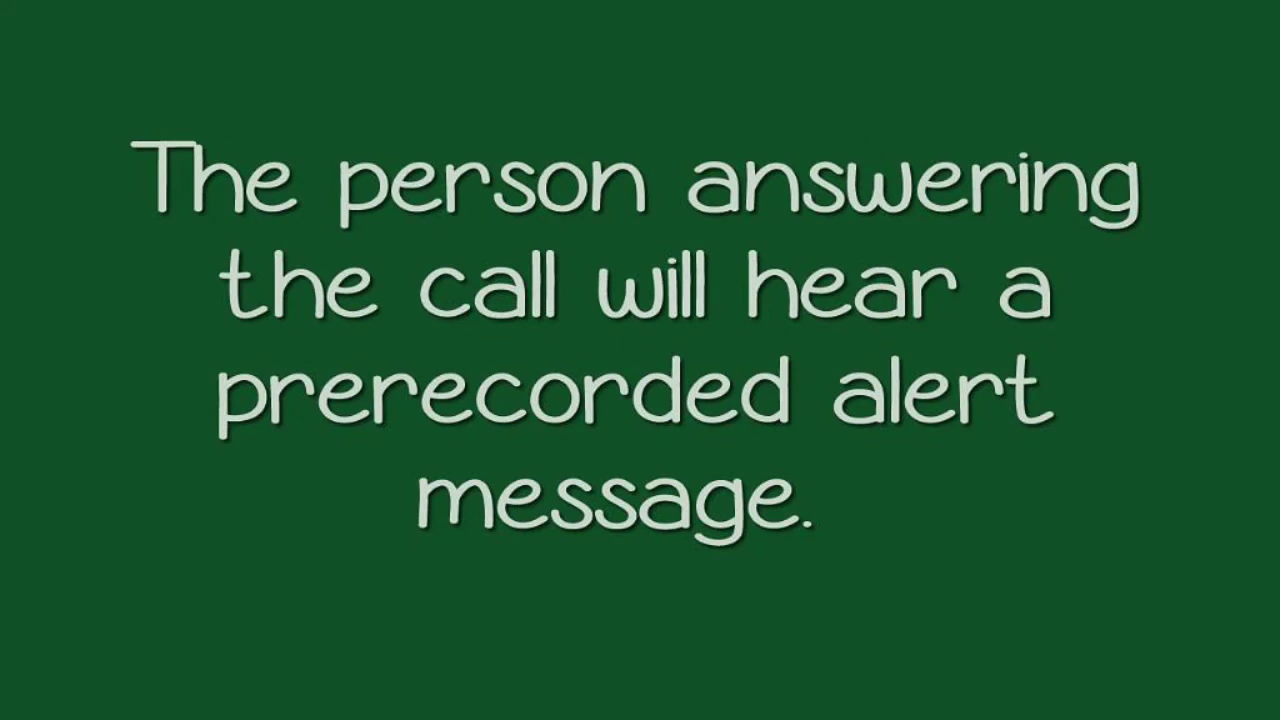 The person answering
the call will hear a
prerecorded alert
message.